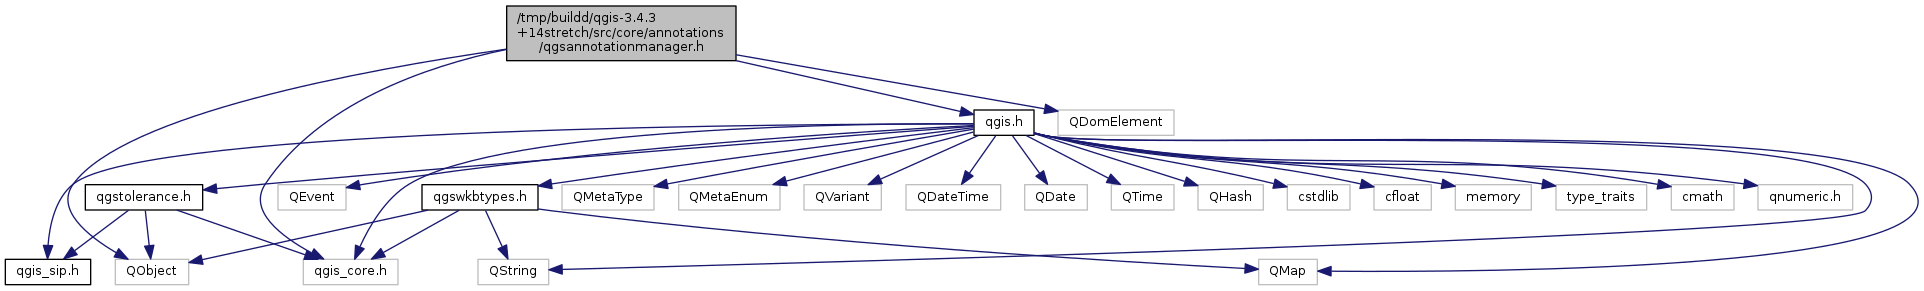 /tmp/buildd/qgis-3.4.3
+14stretch/src/core/annotations
/qgsannotationmanager.h
qgis.h
QDomElement
qgstolerance.h
QEvent
qgswkbtypes.h
QMetaType
QMetaEnum
QVariant
QDateTime
QDate
QTime
QHash
cstdlib
cfloat
memory
type_traits
cmath
qnumeric.h
qgis_sip.h
QObject
qgis_core.h
QString
QMap